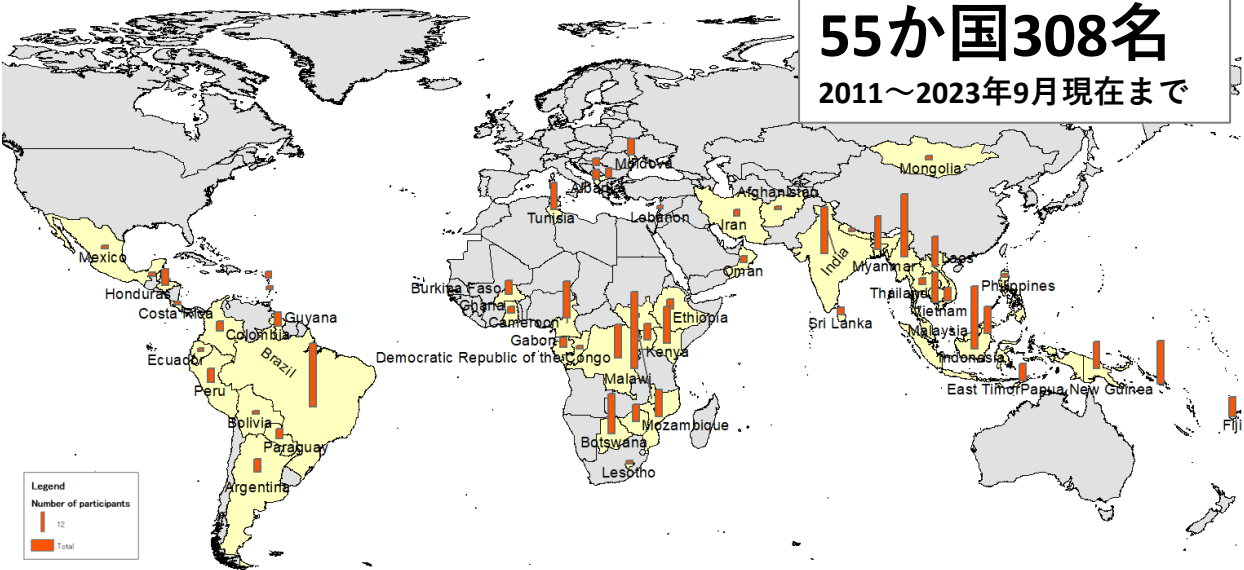 55か国308名
2011～2023年9月現在まで
Moldova
Mongolia
Albania
Afghanistan
Tunisia
Lebanon
Iran
Mexico
India
Laos
Myanmar
Oman
Burkina Faso
Honduras
Thailand
Philippines
Ghana
Costa Rica
Guyana
Cameroon
Ethiopia
Sri Lanka
Vietnam
Colombia
Gabon
Malaysia
Ecuador
Brazil
Democratic Republic of the Congo
Kenya
Indonesia
Malawi
Peru
East Timor
Papua New Guinea
Bolivia
Mozambique
Fiji
Paraguay
Botswana
Lesotho
Argentina
Legend
Number of participants
12
Total